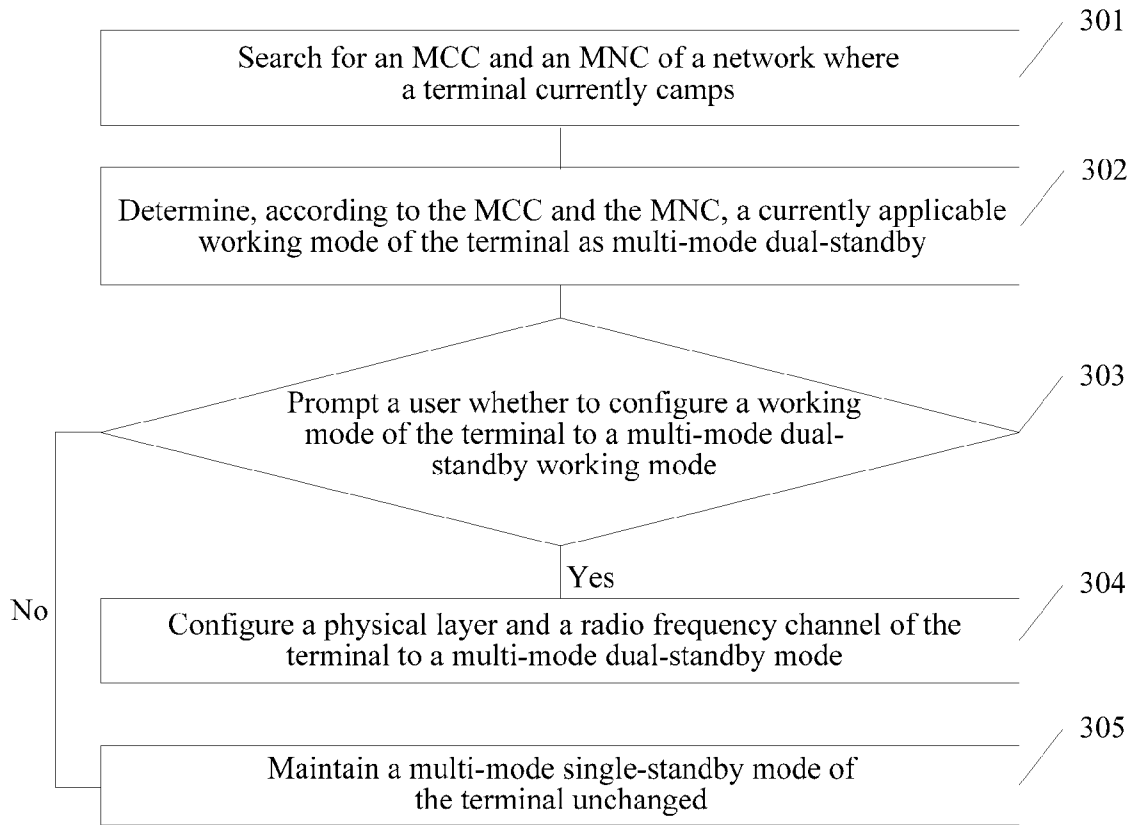 301
Search for an MCC and an MNC of a network where
a terminal currently camps
302
Determine, according to the MCC and the MNC, a currently applicable
working mode of the terminal as multi-mode dual-standby
303
Prompt a user whether to configure a working
mode of the terminal to a multi-mode dual-
standby working mode
Yes
No
304
Configure a physical layer and a radio frequency channel of the
terminal to a multi-mode dual-standby mode
305
Maintain a multi-mode single-standby mode of
the terminal unchanged